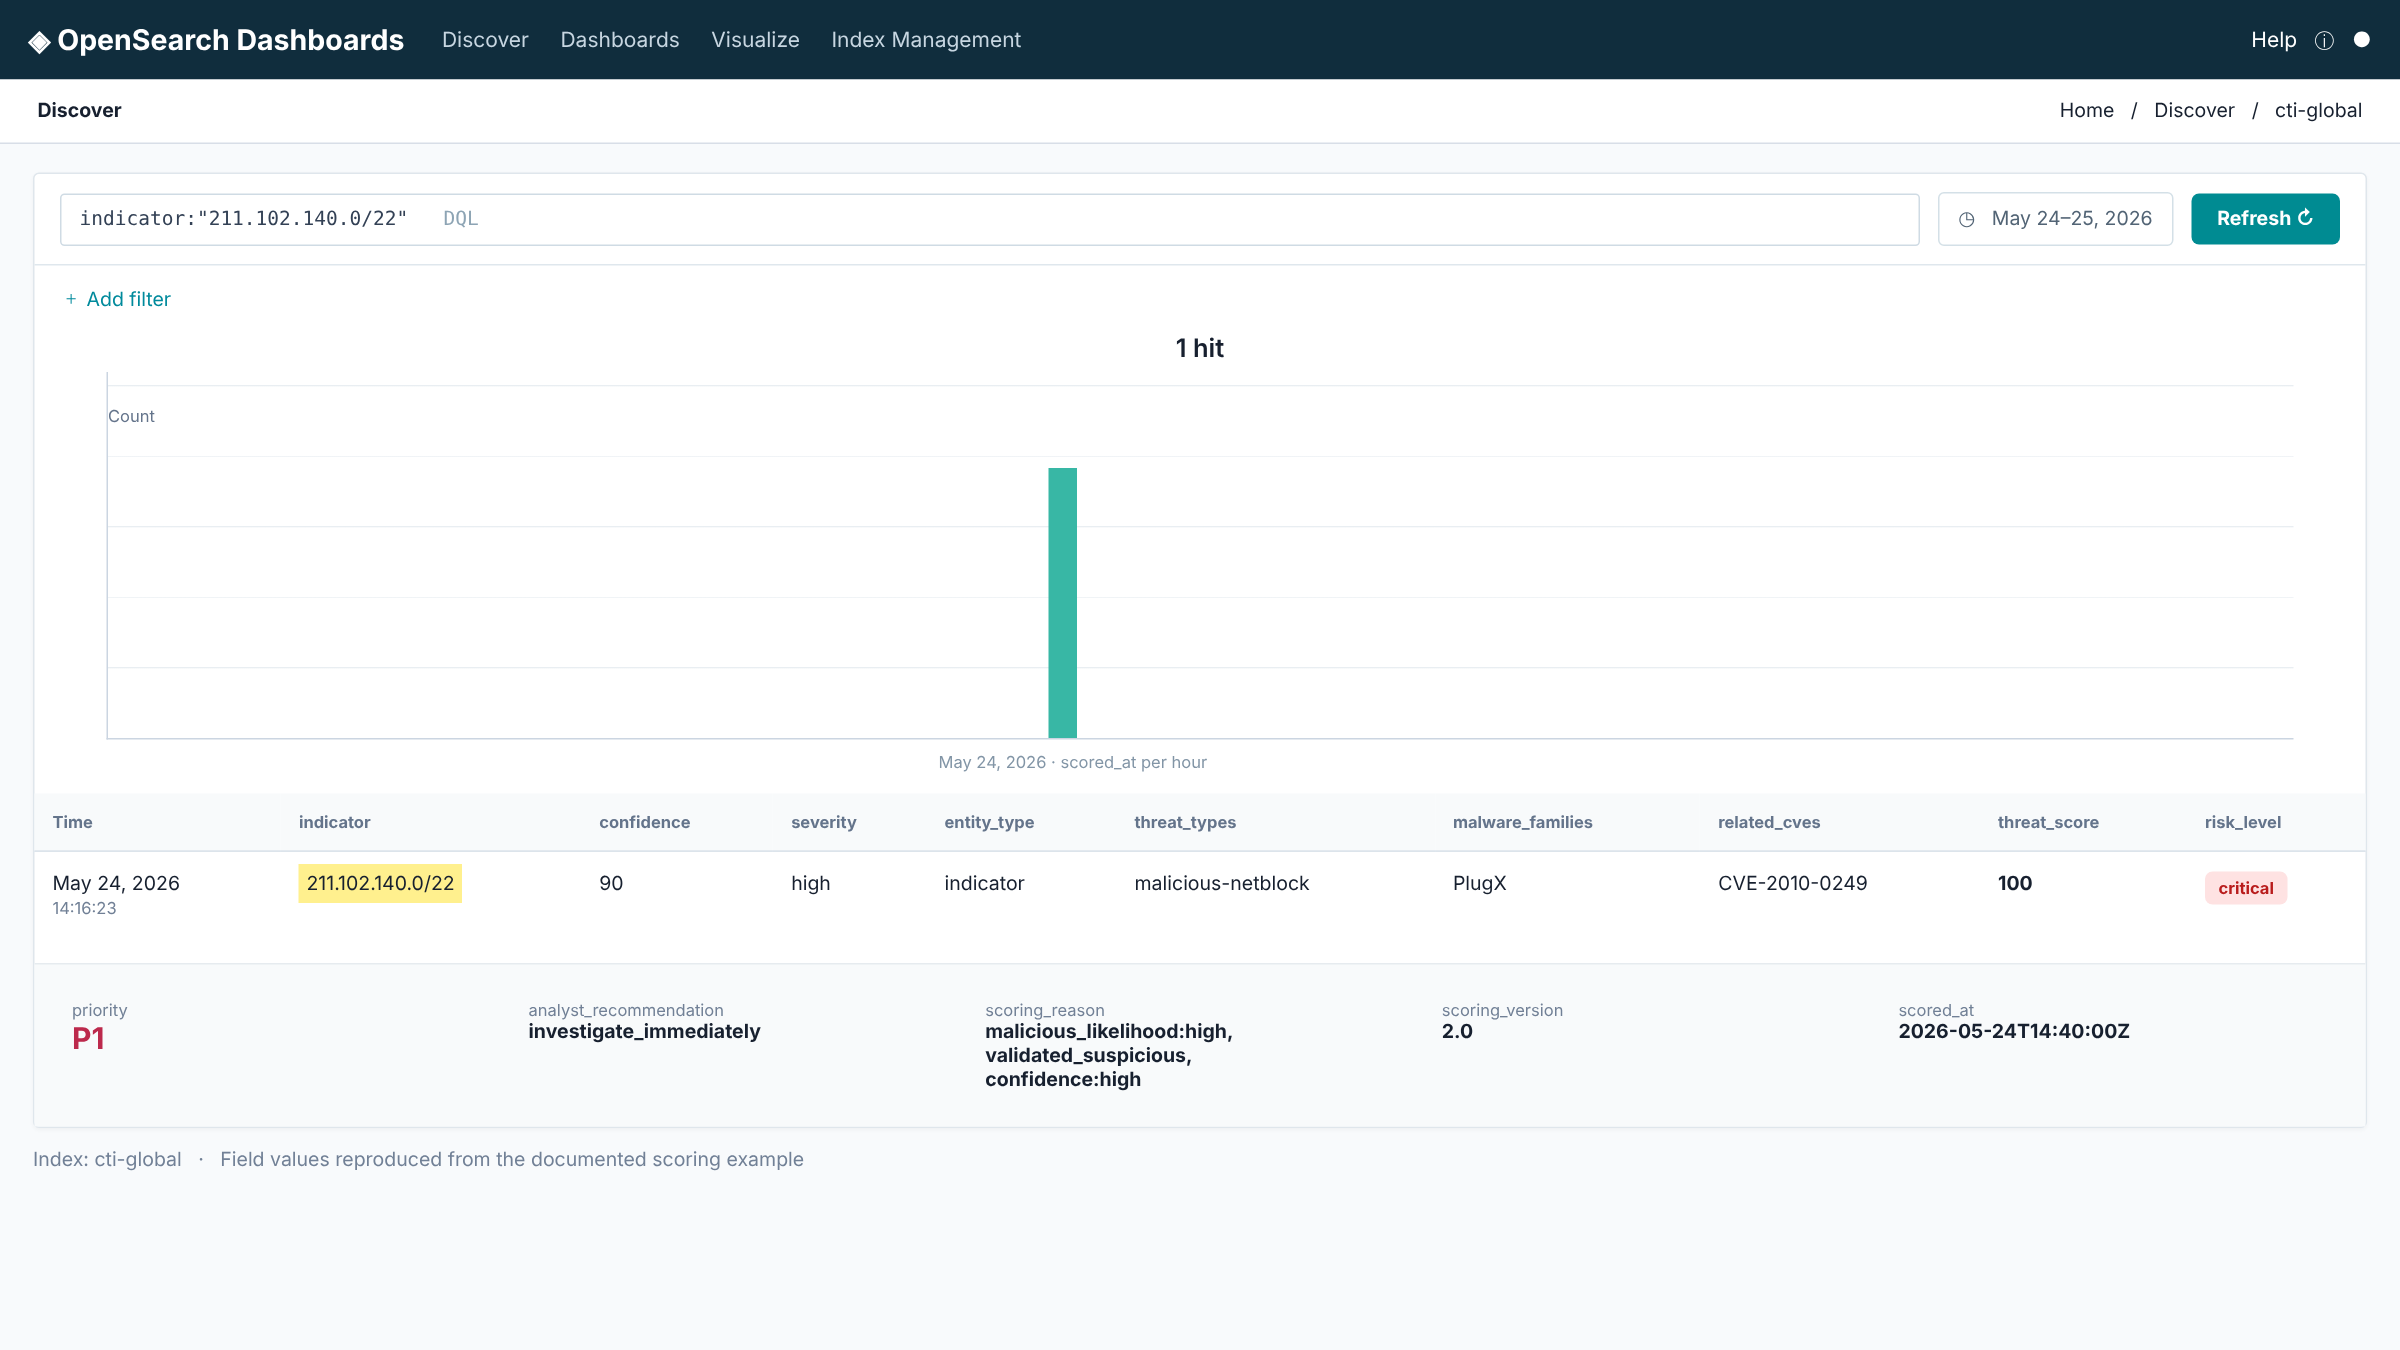 ◈ OpenSearch Dashboards Discover Dashboards Visualize Index Management Help ⓘ
Discover Home / Discover / cti-global
indicator:"211.102.140.0/22" DQL May 24–25, 2026 Refresh ↻
+ Add filter
1 hit
Count
May 24, 2026 · scored_at per hour
Time indicator confidence severity entity_type threat_types malware_families related_cves threat_score risk_level
May 24, 2026 211.102.140.0/22 90 high indicator malicious-netblock PlugX CVE-2010-0249 100 critical
14:16:23
priority analyst_recommendation scoring_reason scoring_version scored_at
P1 investigate_immediately malicious_likelihood:high, 2.0 2026-05-24T14:40:00Z
validated_suspicious,
confidence:high
Index: cti-global · Field values reproduced from the documented scoring example